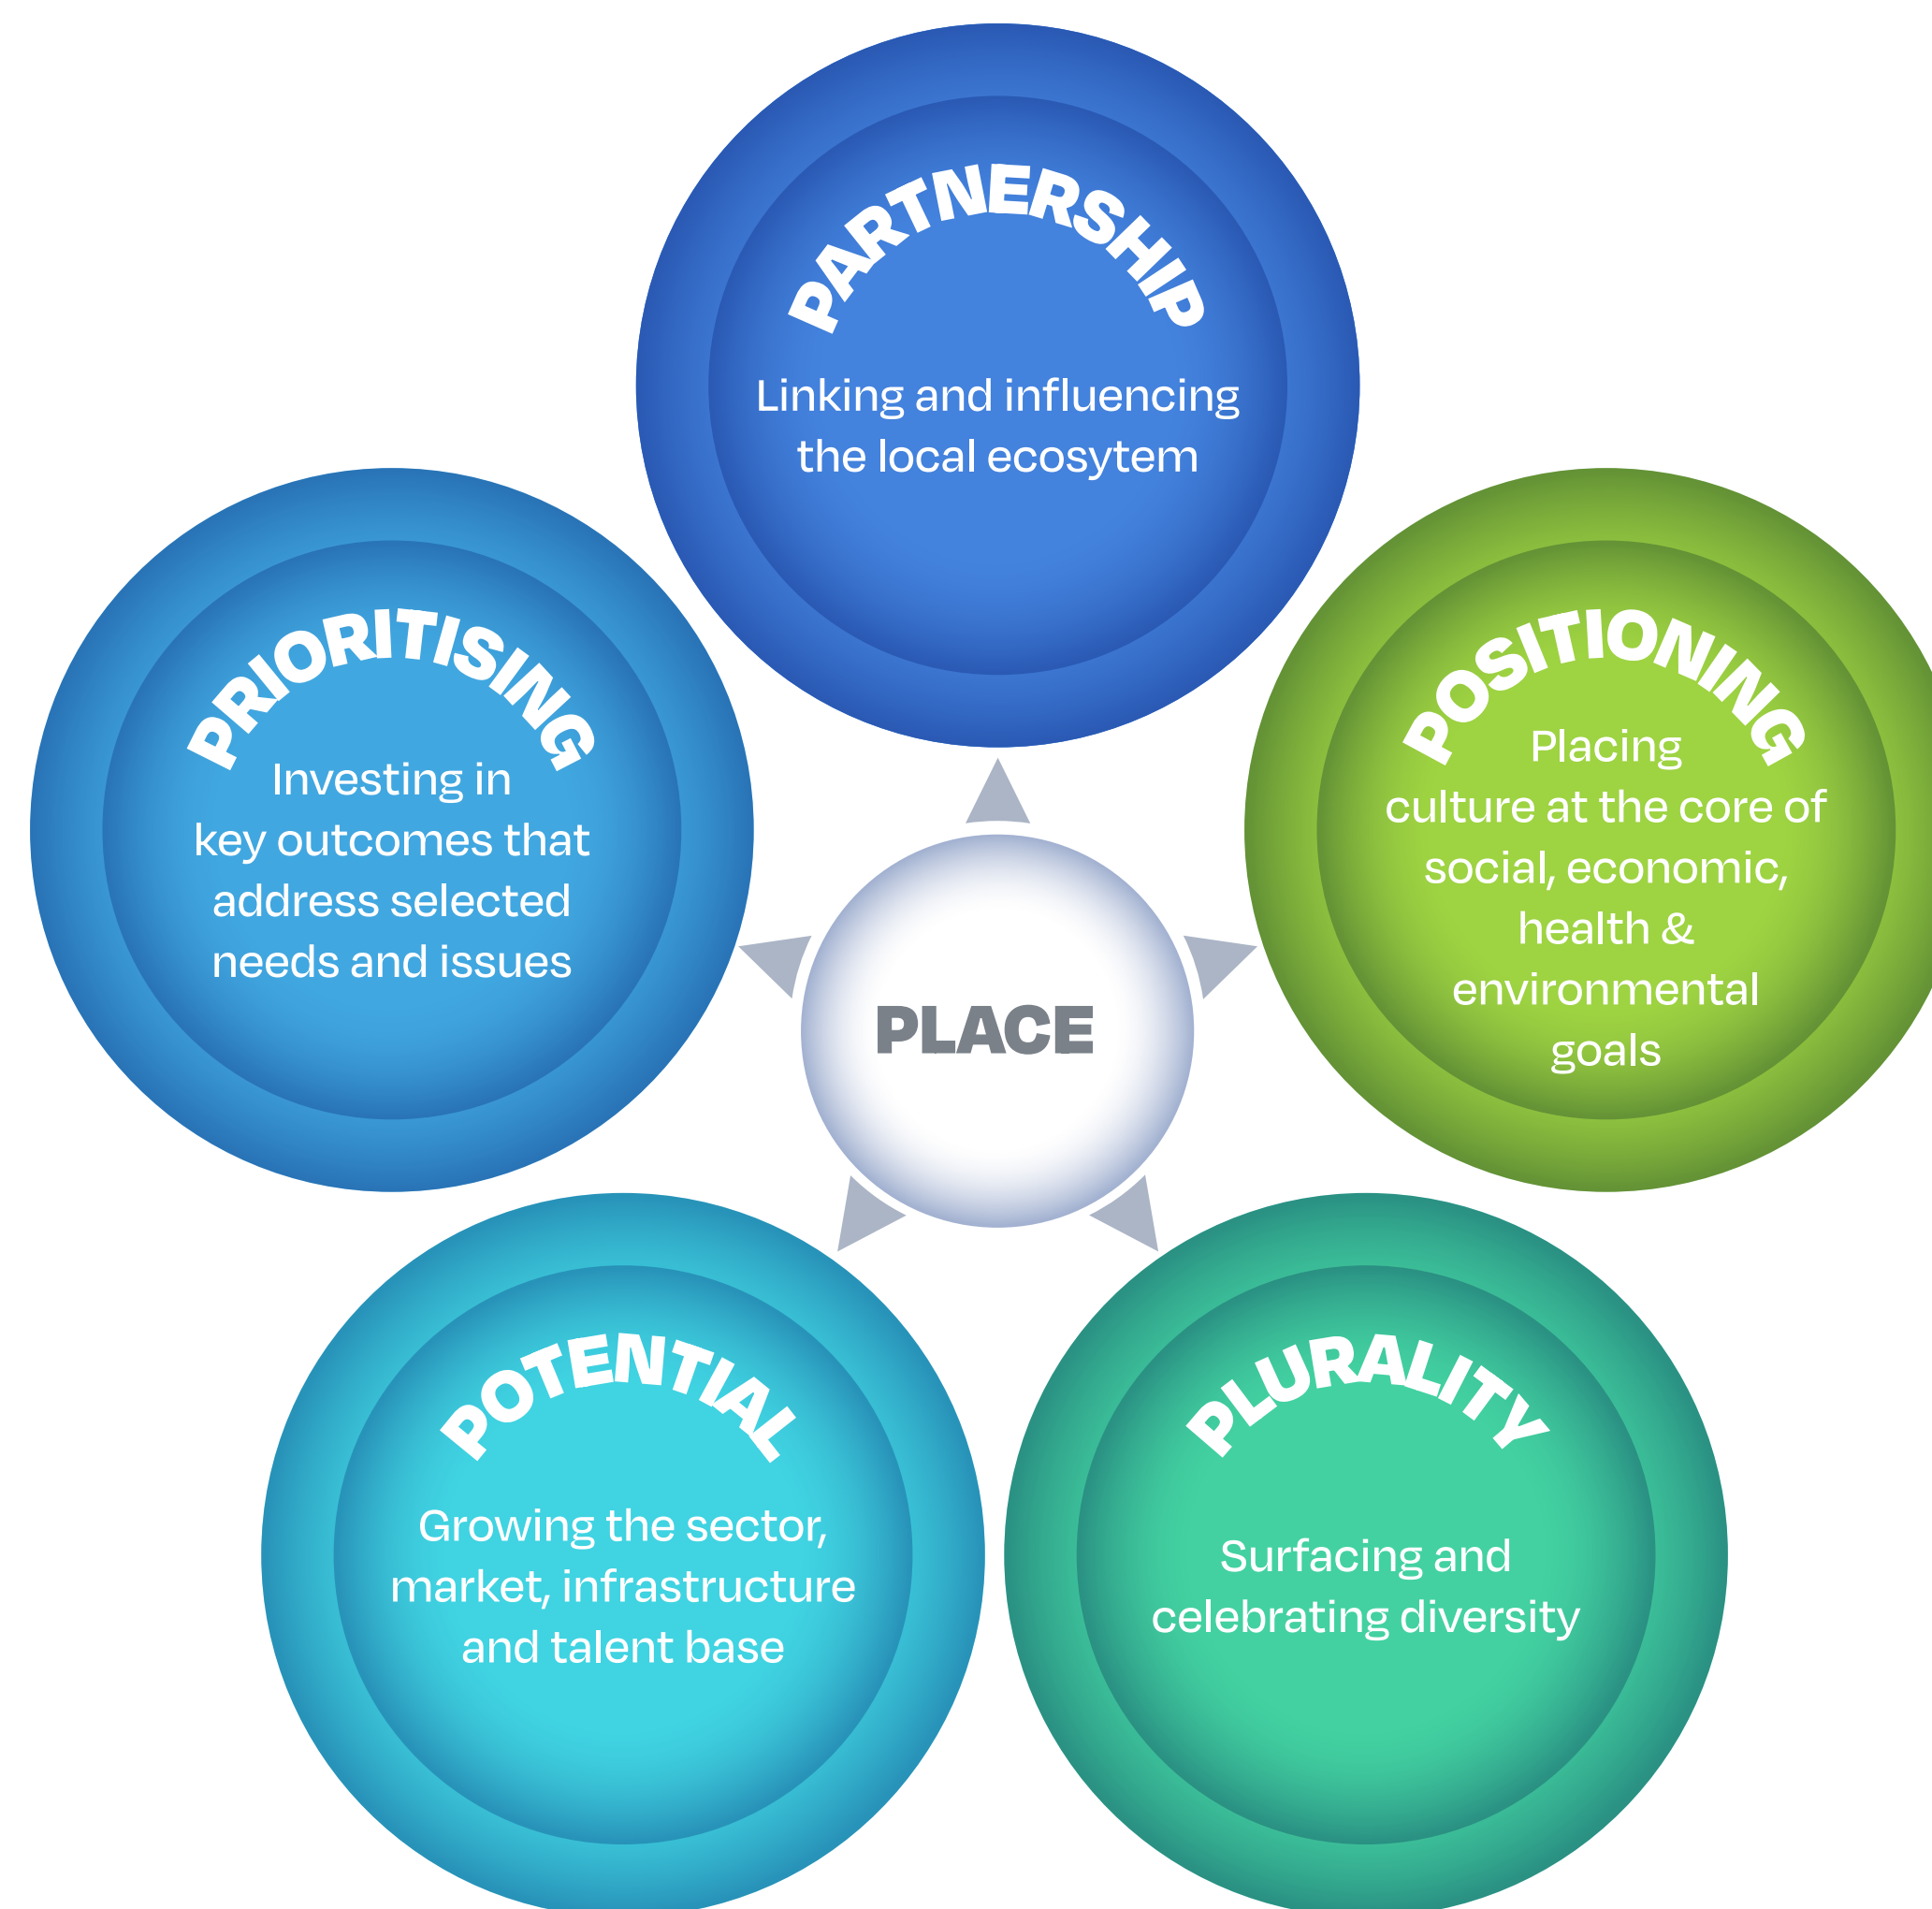 PARTNERSHIP
Linking and influencing
the local ecosytem
PRIORITISING
Investing in
key outcomes that
address selected
needs and issues
POSITIONING
Placing
culture at the core of
social, economic,
health &
environmental
goals
PLACE
POTENTIAL
Growing the sector,
market, infrastructure
and talent base
PLURALITY
Surfacing and
celebrating diversity